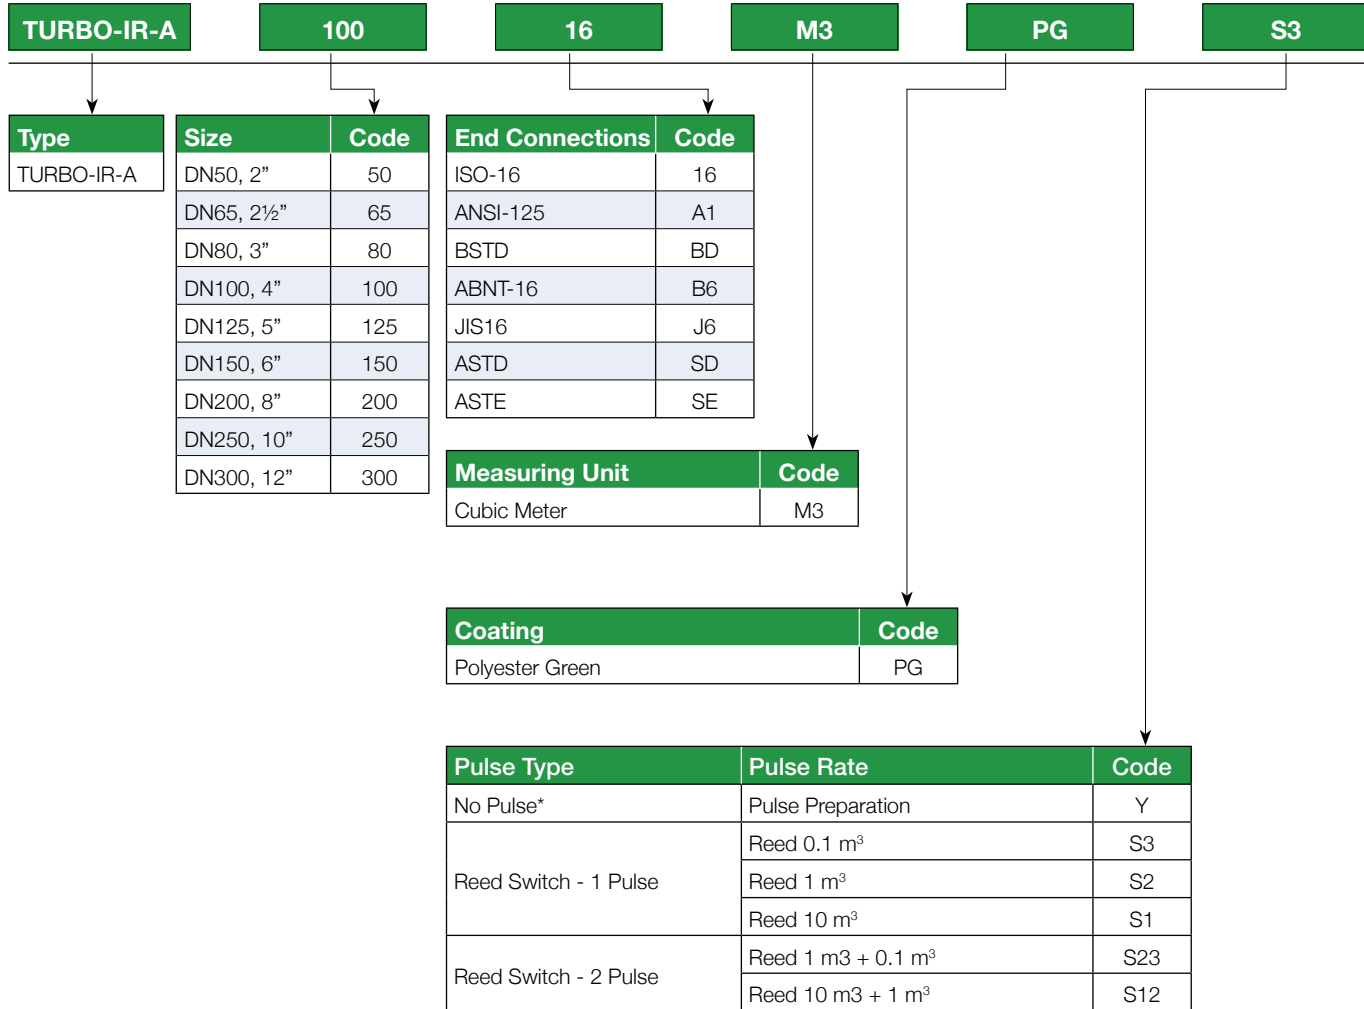 TURBO-IR-A 100 16 M3 PG S3
Type
TURBO-IR-A
Size Code
DN50, 2” 50
DN65, 2½” 65
DN80, 3” 80
DN100, 4” 100
DN125, 5” 125
DN150, 6” 150
DN200, 8” 200
DN250, 10” 250
DN300, 12” 300
End Connections Code
ISO-16 16
ANSI-125 A1
BSTD BD
ABNT-16 B6
JIS16 J6
ASTD SD
ASTE SE
Measuring Unit Code
Cubic Meter M3
Coating Code
Polyester Green PG
Pulse Type Pulse Rate Code
No Pulse* Pulse Preparation Y
Reed Switch - 1 Pulse
Reed 0.1 m³ S3
Reed 1 m³ S2
Reed 10 m³ S1
Reed Switch - 2 Pulse
Reed 1 m3 + 0.1 m³ S23
Reed 10 m3 + 1 m³ S12